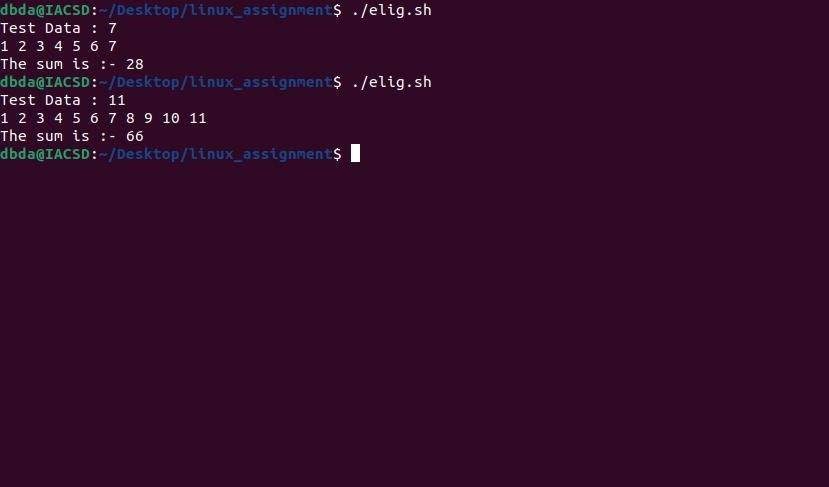 dbda@IACSD:~/Desktop/linux_assignment$ ./elig.sh
Test Data : 7
1 2 3 4 5 6 7
The sum is :- 28
dbda@IACSD:~/Desktop/linux_assignment$ ./elig.sh
Test Data : 11
1 2 3 4 5 6 7 8 9 10 11
The sum is :- 66
dbda@IACSD:~/Desktop/linux_assignment$